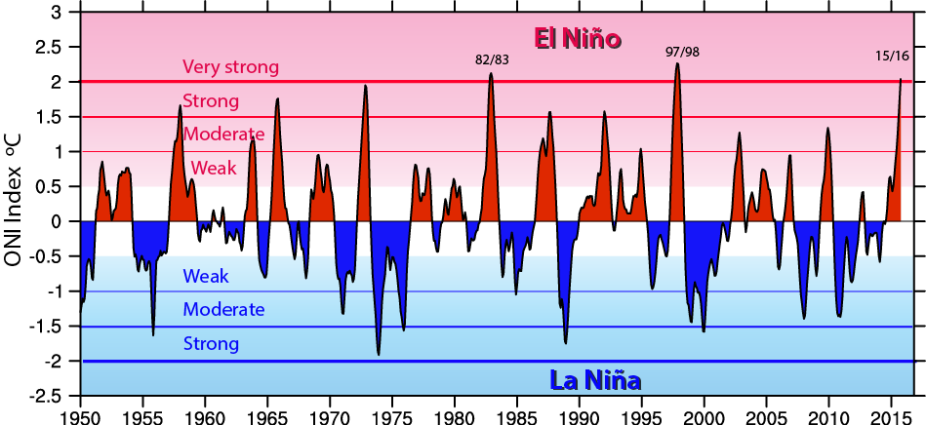 3
2.5
2
1.5
1
0.5
0
-0.5
-1
-1.5
-2
-2.5
ONI Index ºC
El Niño
82/83
97/98
15/16
Very strong
Strong
Moderate
Weak
Weak
Moderate
Strong
La Niña
1950 1955 1960 1965 1970 1975 1980 1985 1990 1995 2000 2005 2010 2015